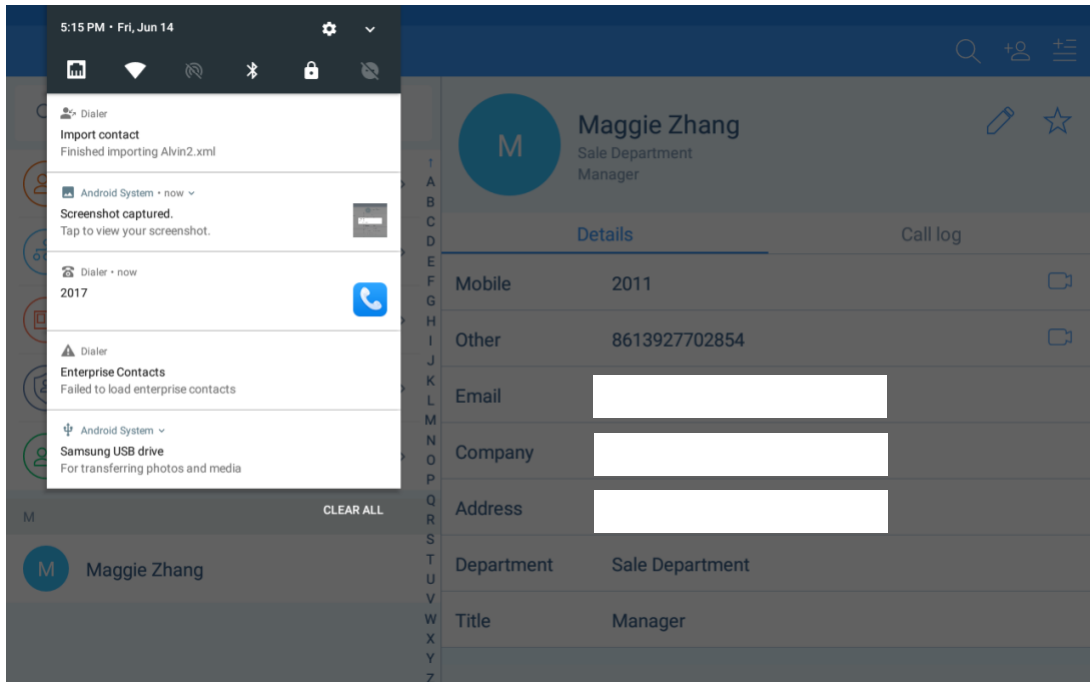 5:15 PM • Fri, Jun 14
Dialer
Import contact
Finished importing Alvin2.xml
Android System • now
Screenshot captured.
Tap to view your screenshot.
Dialer • now
2017
Dialer
Enterprise Contacts
Failed to load enterprise contacts
Android System
Samsung USB drive
For transferring photos and media
CLEAR ALL
M
M Maggie Zhang
↑
A
B
C
D
E
F
G
H
I
J
K
L
M
N
O
P
Q
R
S
T
U
V
W
X
Y
Z
M
Maggie Zhang
Sale Department
Manager
Details Call log
Mobile 2011
Other 8613927702854
Email
Company
Address
Department Sale Department
Title Manager